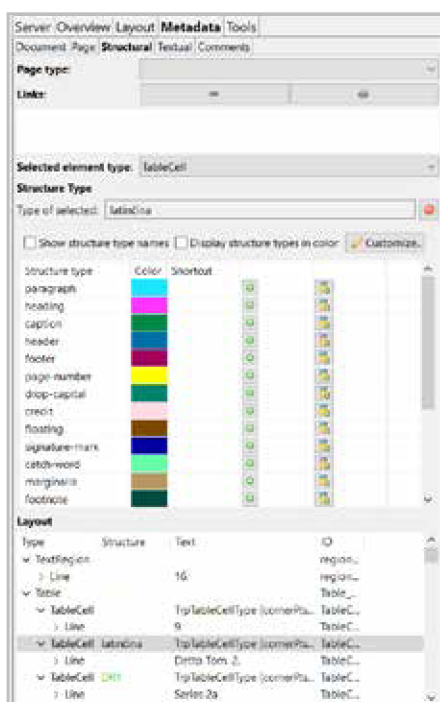 Server Overview Layout Metadata Tools
Document Page Structural Textual Comments
Page type:
Links:
Selected element type: TableCell
Structure Type
Type of selected: latindina
Show structure type names Display structure types in color Customize..
Structure type Color Shortcut
paragraph
heading
caption
header
footer
page-number
drop-capital
credit
floating
signature-mark
catch-word
marginalia
footnote
Layout
Type Structure Text ID
TextRegion region...
Line 16. region...
Table Table_...
TableCell TrpTableCellType [cornerPts... TableC...
Line 9. TableC...
TableCell latindina TrpTableCellType [cornerPts... TableC...
Line Detto Tom. 2. TableC...
TableCell TrpTableCellType [cornerPts... TableC...
Line Series 2a TableC...